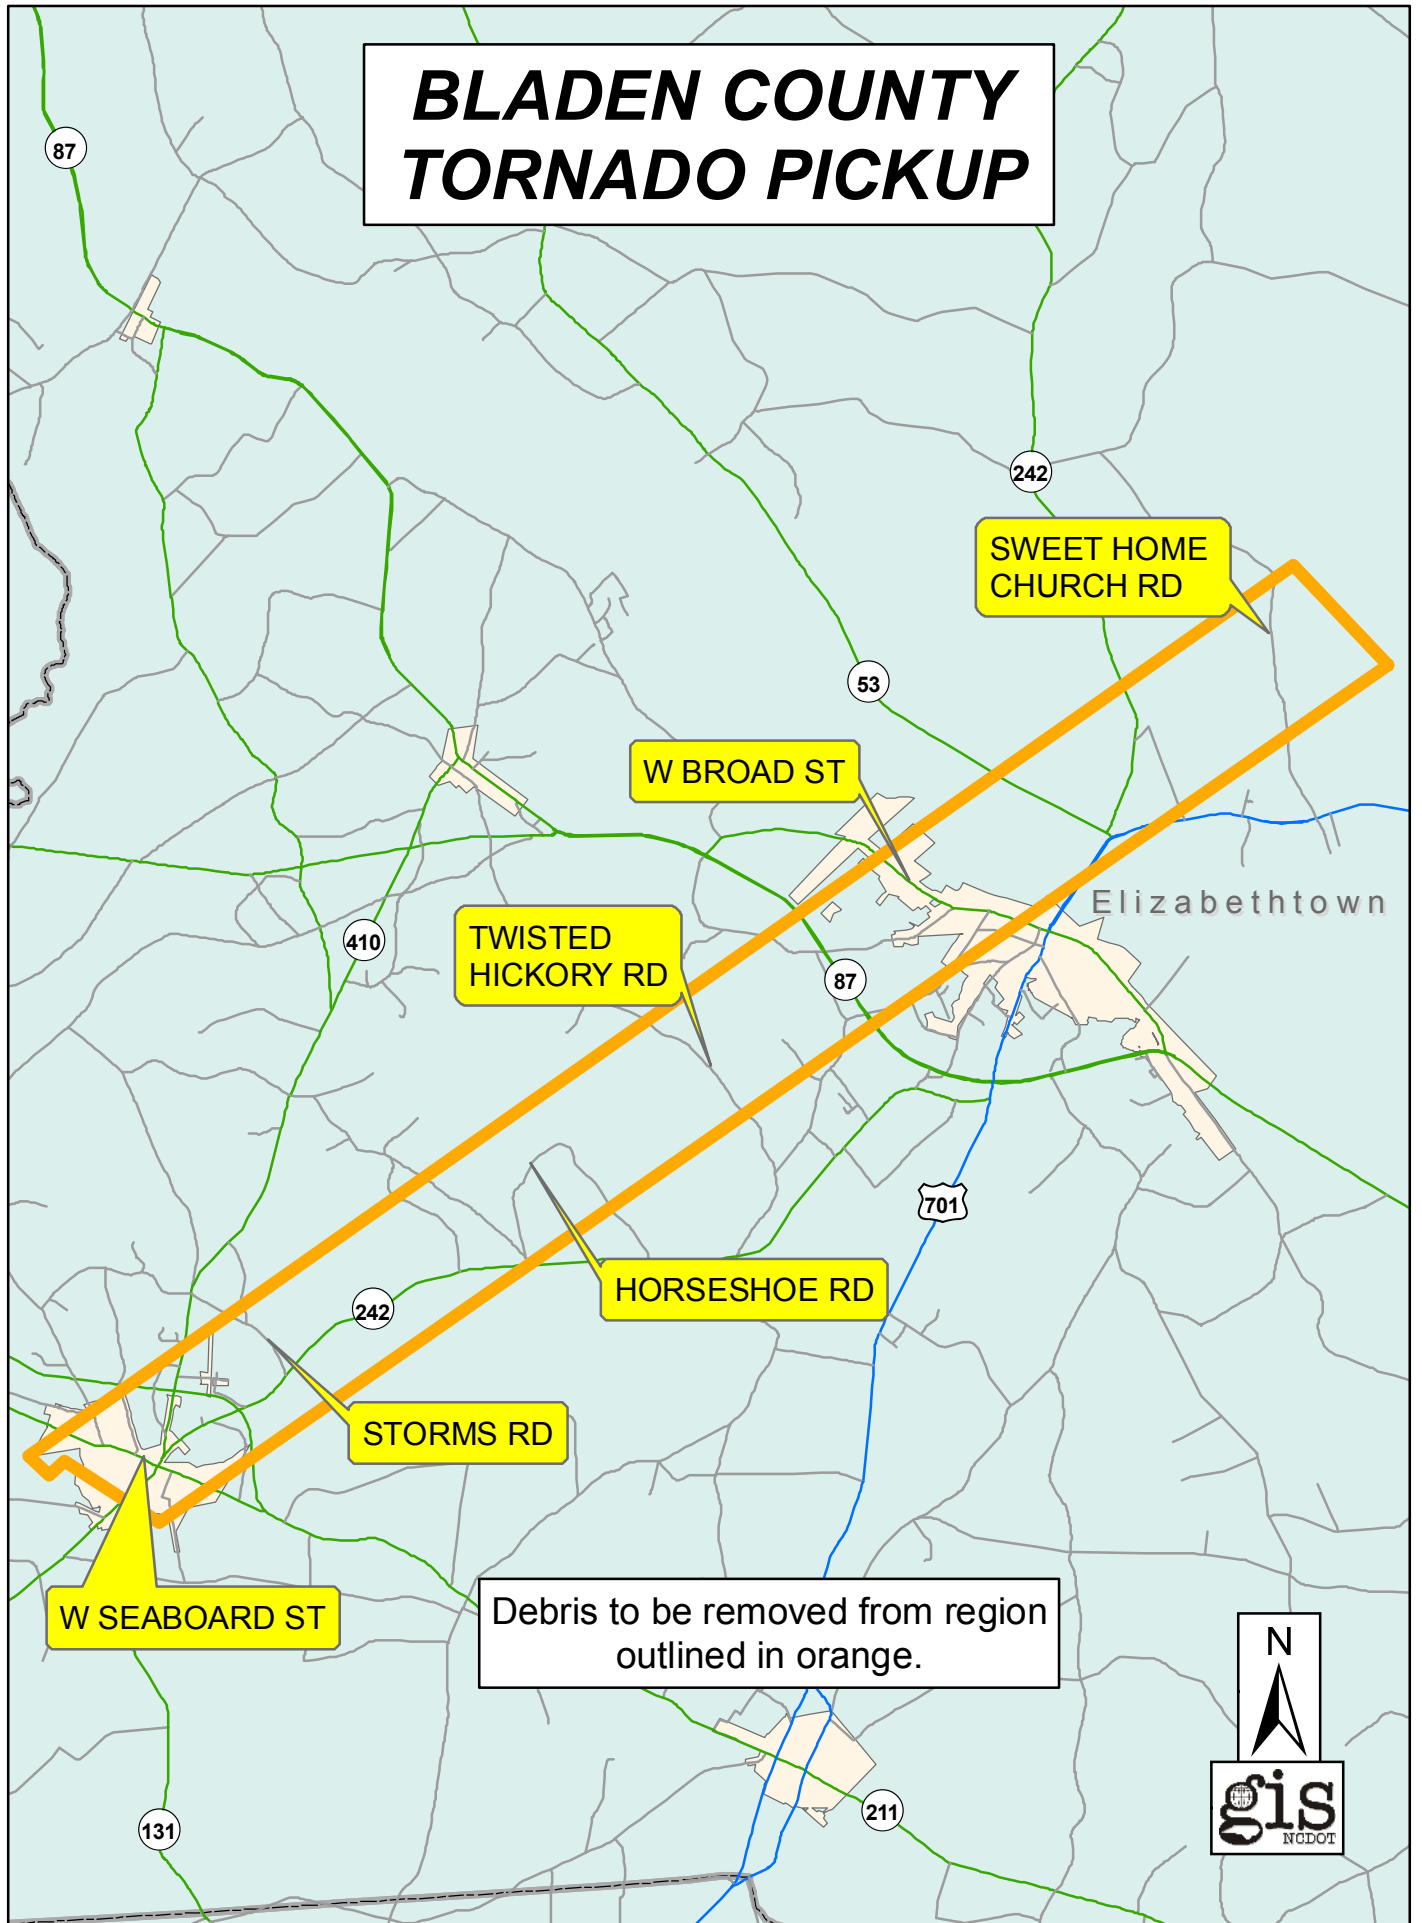 BLADEN COUNTY
TORNADO PICKUP
87
242
SWEET HOME
CHURCH RD
53
W BROAD ST
Elizabethtown
410
TWISTED
HICKORY RD
87
701
HORSESHOE RD
242
STORMS RD
W SEABOARD ST
Debris to be removed from region
outlined in orange.
N
gis
NCDOT
211
131